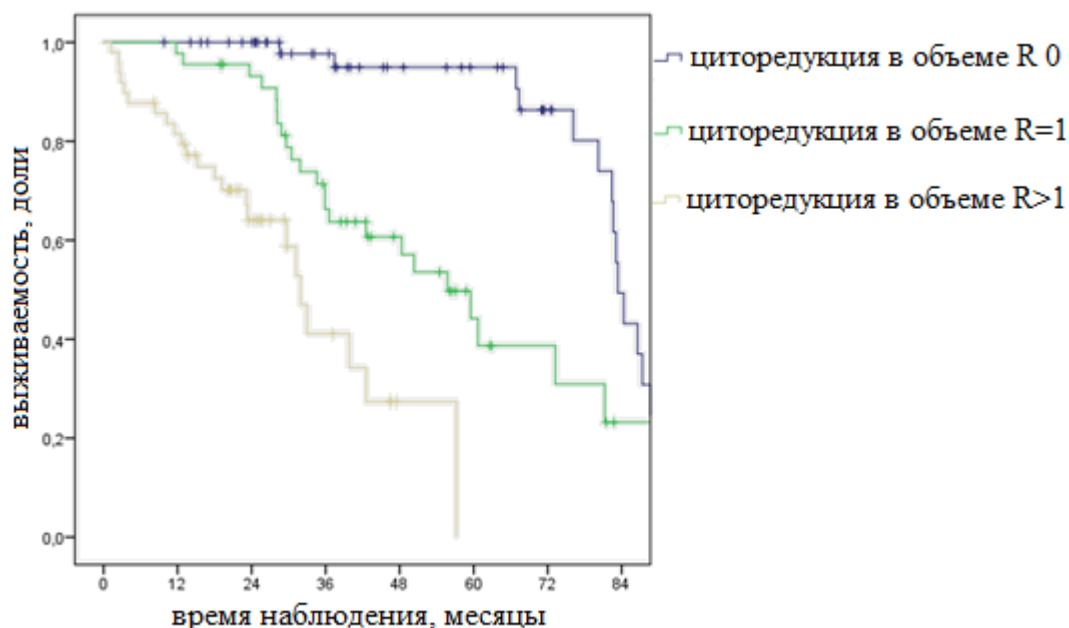 1,0
0,8
0,6
0,4
0,2
0,0
выживаемость, доли
0 12 24 36 48 60 72 84
время наблюдения, месяцы
циторедукция в объеме R 0
циторедукция в объеме R=1
циторедукция в объеме R>1